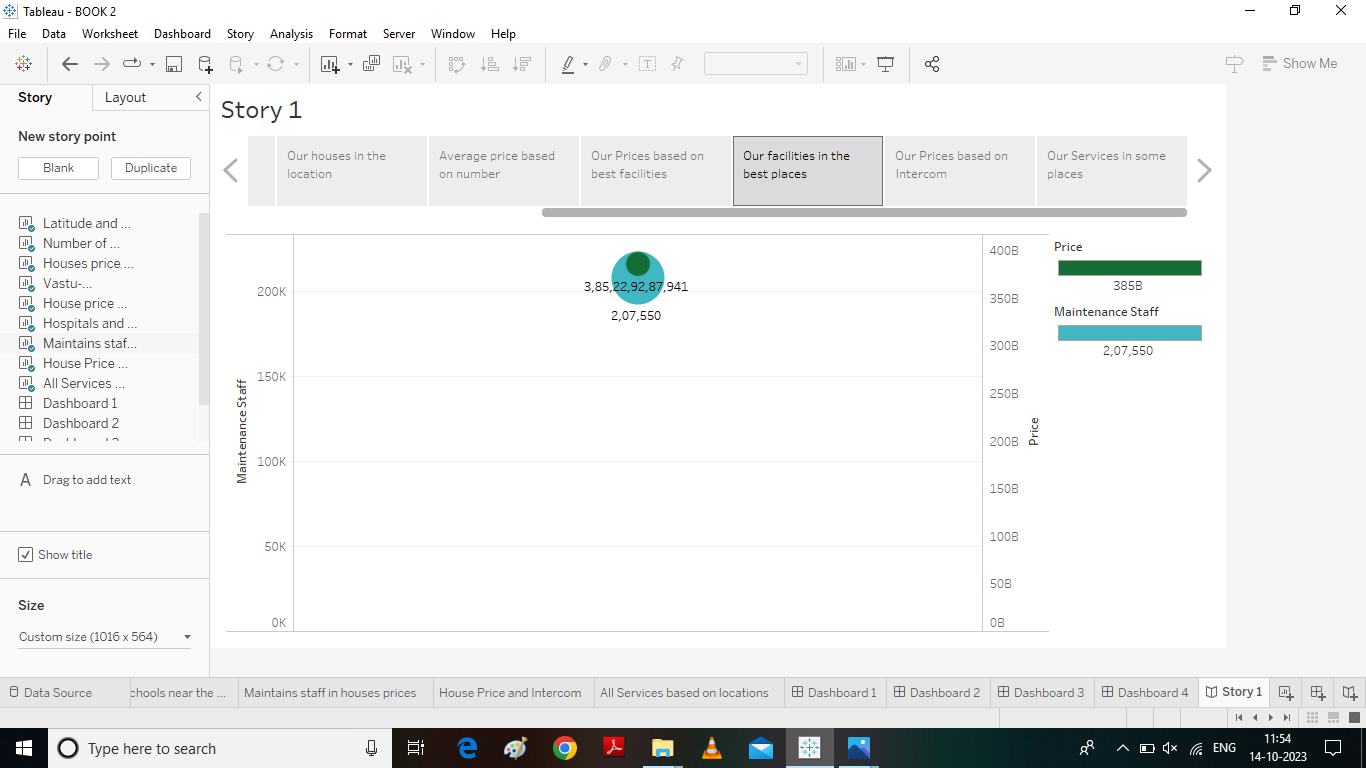 Tableau - BOOK 2
File Data Worksheet Dashboard Story Analysis Format Server Window Help
Show Me
Story Layout
New story point
Blank Duplicate
Latitude and ...
Number of ...
Houses price ...
Vastu-...
House price ...
Hospitals and ...
Maintains staf...
House Price ...
All Services ...
Dashboard 1
Dashboard 2
A Drag to add text
Show title
Size
Custom size (1016 x 564)
Story 1
Our houses in the
location
Average price based
on number
Our Prices based on
best facilities
Our facilities in the
best places
Our Prices based on
Intercom
Our Services in some
places
Maintenance Staff
200K
150K
100K
50K
0K
3,85,22,92,87,941
2,07,550
400B
350B
300B
250B
200B
150B
100B
50B
0B
Price
Price
385B
Maintenance Staff
2,07,550
Data Source chools near the ... Maintains staff in houses prices House Price and Intercom All Services based on locations Dashboard 1 Dashboard 2 Dashboard 3 Dashboard 4 Story 1
Type here to search
ENG
11:54
14-10-2023